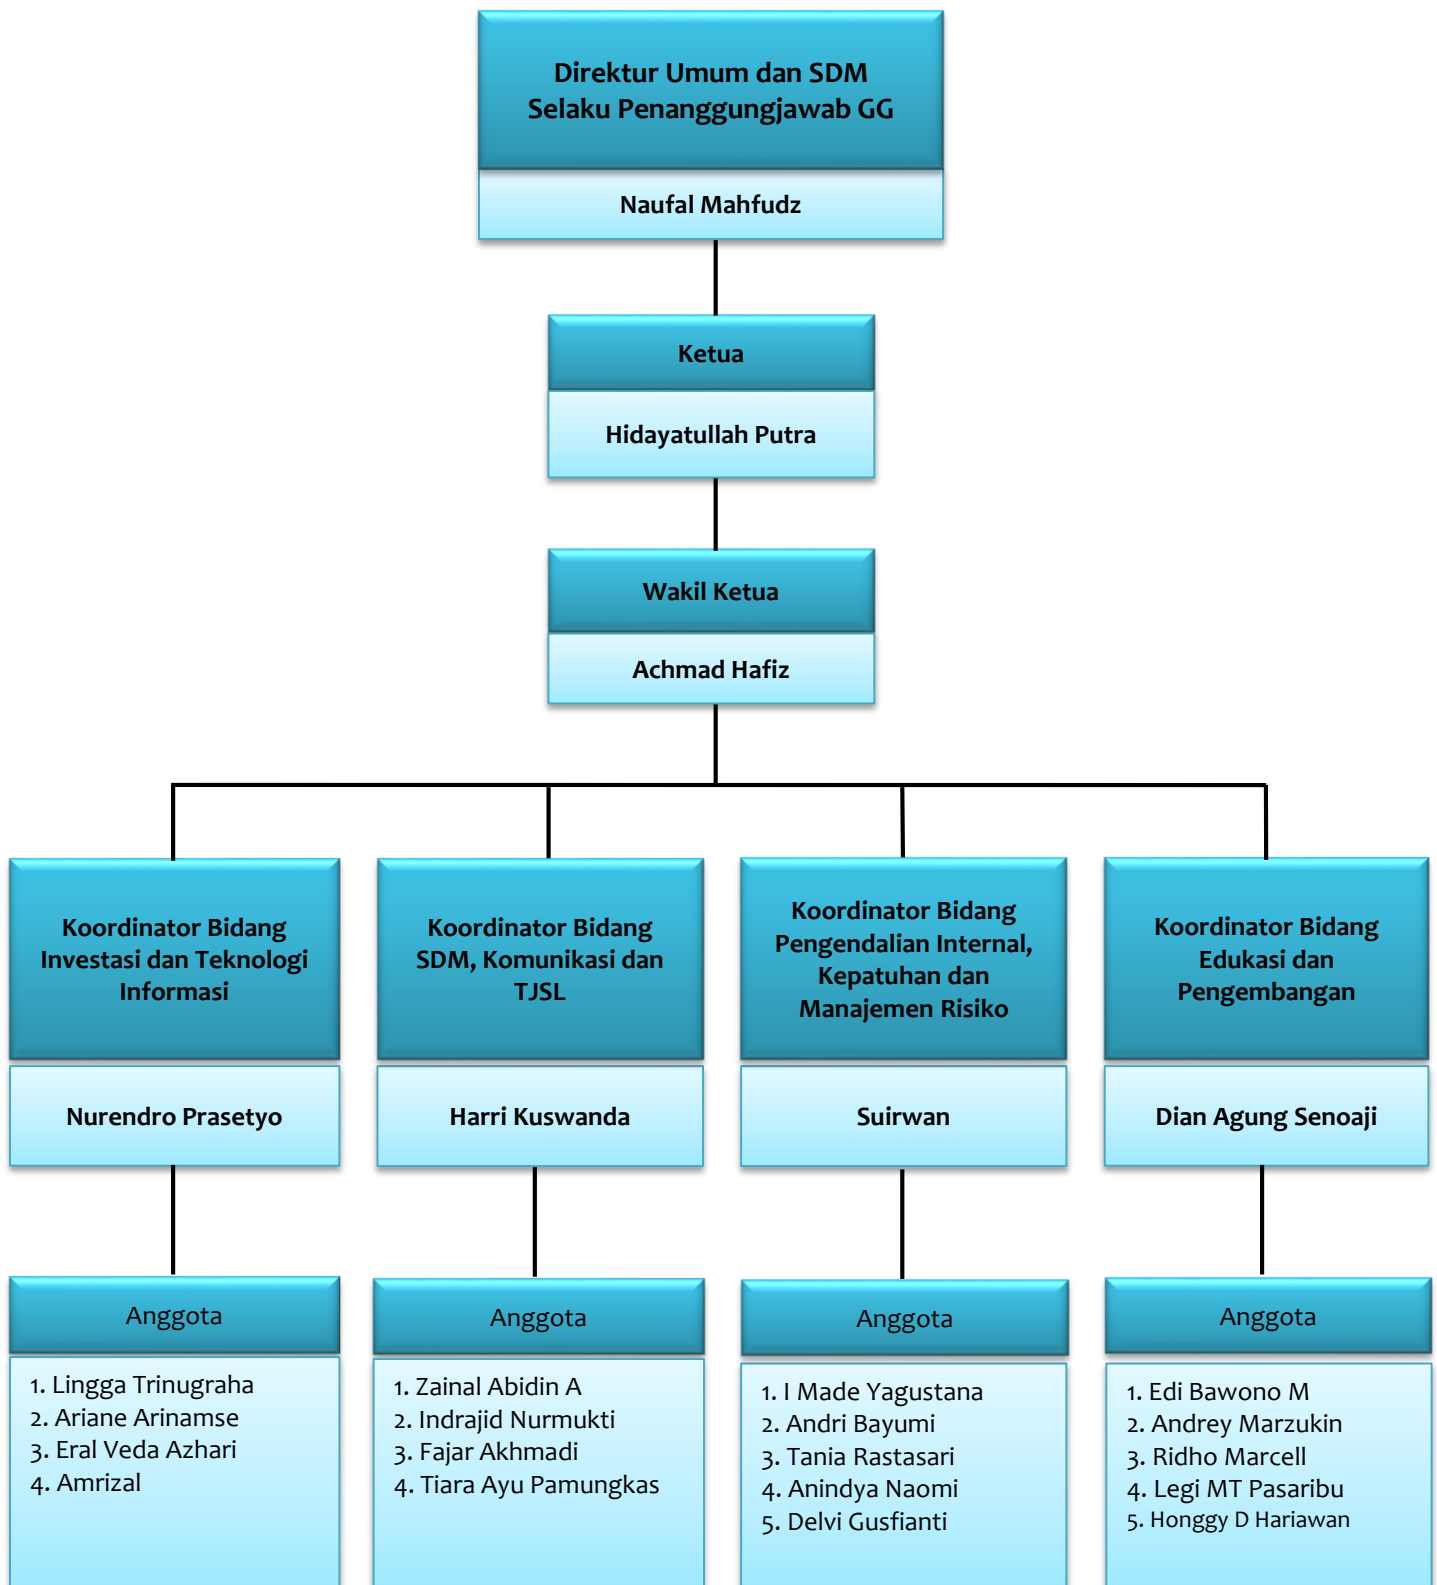 Direktur Umum dan SDM
Selaku Penanggungjawab GG
Naufal Mahfudz
Ketua
Hidayatullah Putra
Wakil Ketua
Achmad Hafiz
Koordinator Bidang
Investasi dan Teknologi
Informasi
Nurendro Prasetyo
Koordinator Bidang
SDM, Komunikasi dan
TJSL
Harri Kuswanda
Koordinator Bidang
Pengendalian Internal,
Kepatuhan dan
Manajemen Risiko
Suirwan
Koordinator Bidang
Edukasi dan
Pengembangan
Dian Agung Senoaji
Anggota
1. Lingga Trinugraha
2. Ariane Arinamse
3. Eral Veda Azhari
4. Amrizal
Anggota
1. Zainal Abidin A
2. Indrajid Nurmukti
3. Fajar Akhmadi
4. Tiara Ayu Pamungkas
Anggota
1. I Made Yagustana
2. Andri Bayumi
3. Tania Rastasari
4. Anindya Naomi
5. Delvi Gusfianti
Anggota
1. Edi Bawono M
2. Andrey Marzukin
3. Ridho Marcell
4. Legi MT Pasaribu
5. Honggy D Hariawan